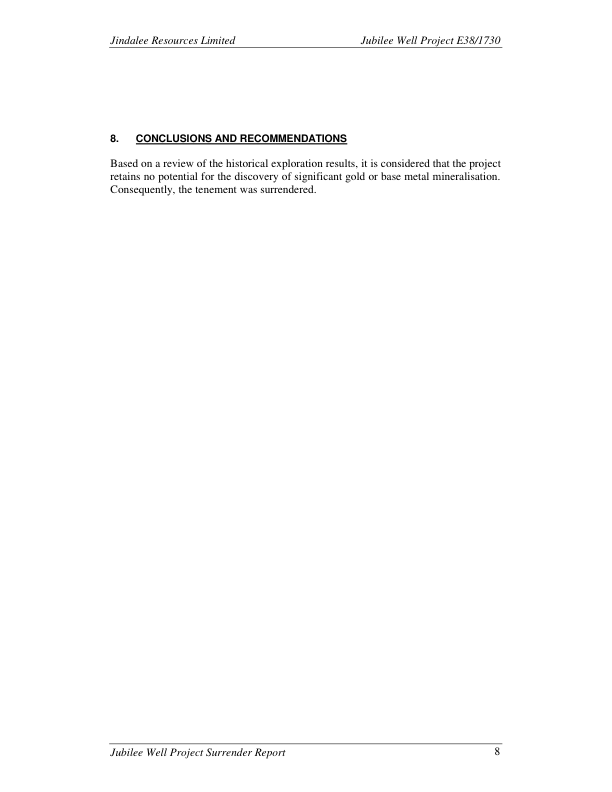 Jindalee Resources Limited Jubilee Well Project E38/1730
8. CONCLUSIONS AND RECOMMENDATIONS
Based on a review of the historical exploration results, it is considered that the project
retains no potential for the discovery of significant gold or base metal mineralisation.
Consequently, the tenement was surrendered.
Jubilee Well Project Surrender Report 8